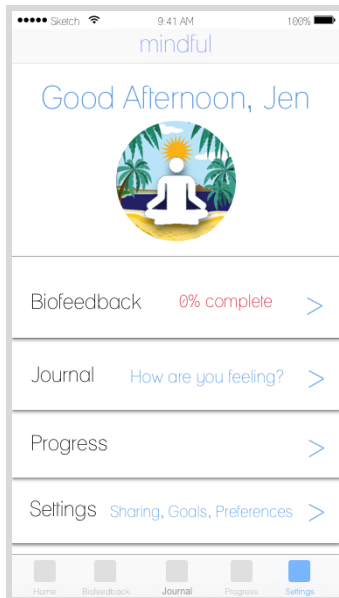 Sketch 9:41 AM 100%
mindful
Good Afternoon, Jen
Biofeedback 0% complete >
Journal How are you feeling? >
Progress >
Settings Sharing, Goals, Preferences >
Home Biofeedback Journal Progress Settings